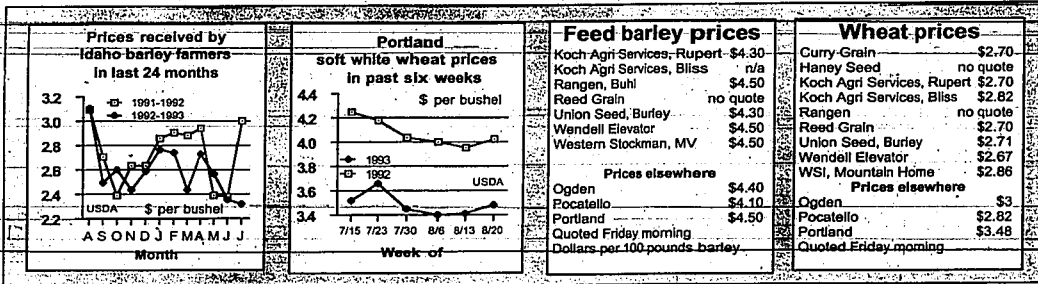 Prices received by
Idaho barley farmers
in last 24 months
3.2
3.0
2.8
2.6
2.4
2.2
1991-1992
1992-1993
USDA
$ per bushel
A S O N D J F M A M J J
Month
Portland
soft white wheat prices
in past six weeks
4.4
4.2
4.0
3.8
3.6
3.4
$ per bushel
1993
1992
USDA
7/15 7/23 7/30 8/6 8/13 8/20
Week of
Feed barley prices
Koch Agri Services, Rupert $4.30
Koch Agri Services, Bliss n/a
Rangen, Buhl $4.50
Reed Grain no quote
Union Seed, Burley $4.30
Wendell Elevator $4.50
Western Stockman, MV $4.50
Prices elsewhere
Ogden $4.40
Pocatello $4.10
Portland $4.50
Quoted Friday morning
Dollars per 100 pounds barley
Wheat prices
Curry Grain $2.70
Haney Seed no quote
Koch Agri Services, Rupert $2.70
Koch Agri Services, Bliss $2.82
Rangen no quote
Reed Grain $2.70
Union Seed, Burley $2.71
Wendell Elevator $2.67
WSI, Mountain Home $2.86
Prices elsewhere
Ogden $3
Pocatello $2.82
Portland $3.48
Quoted Friday morning